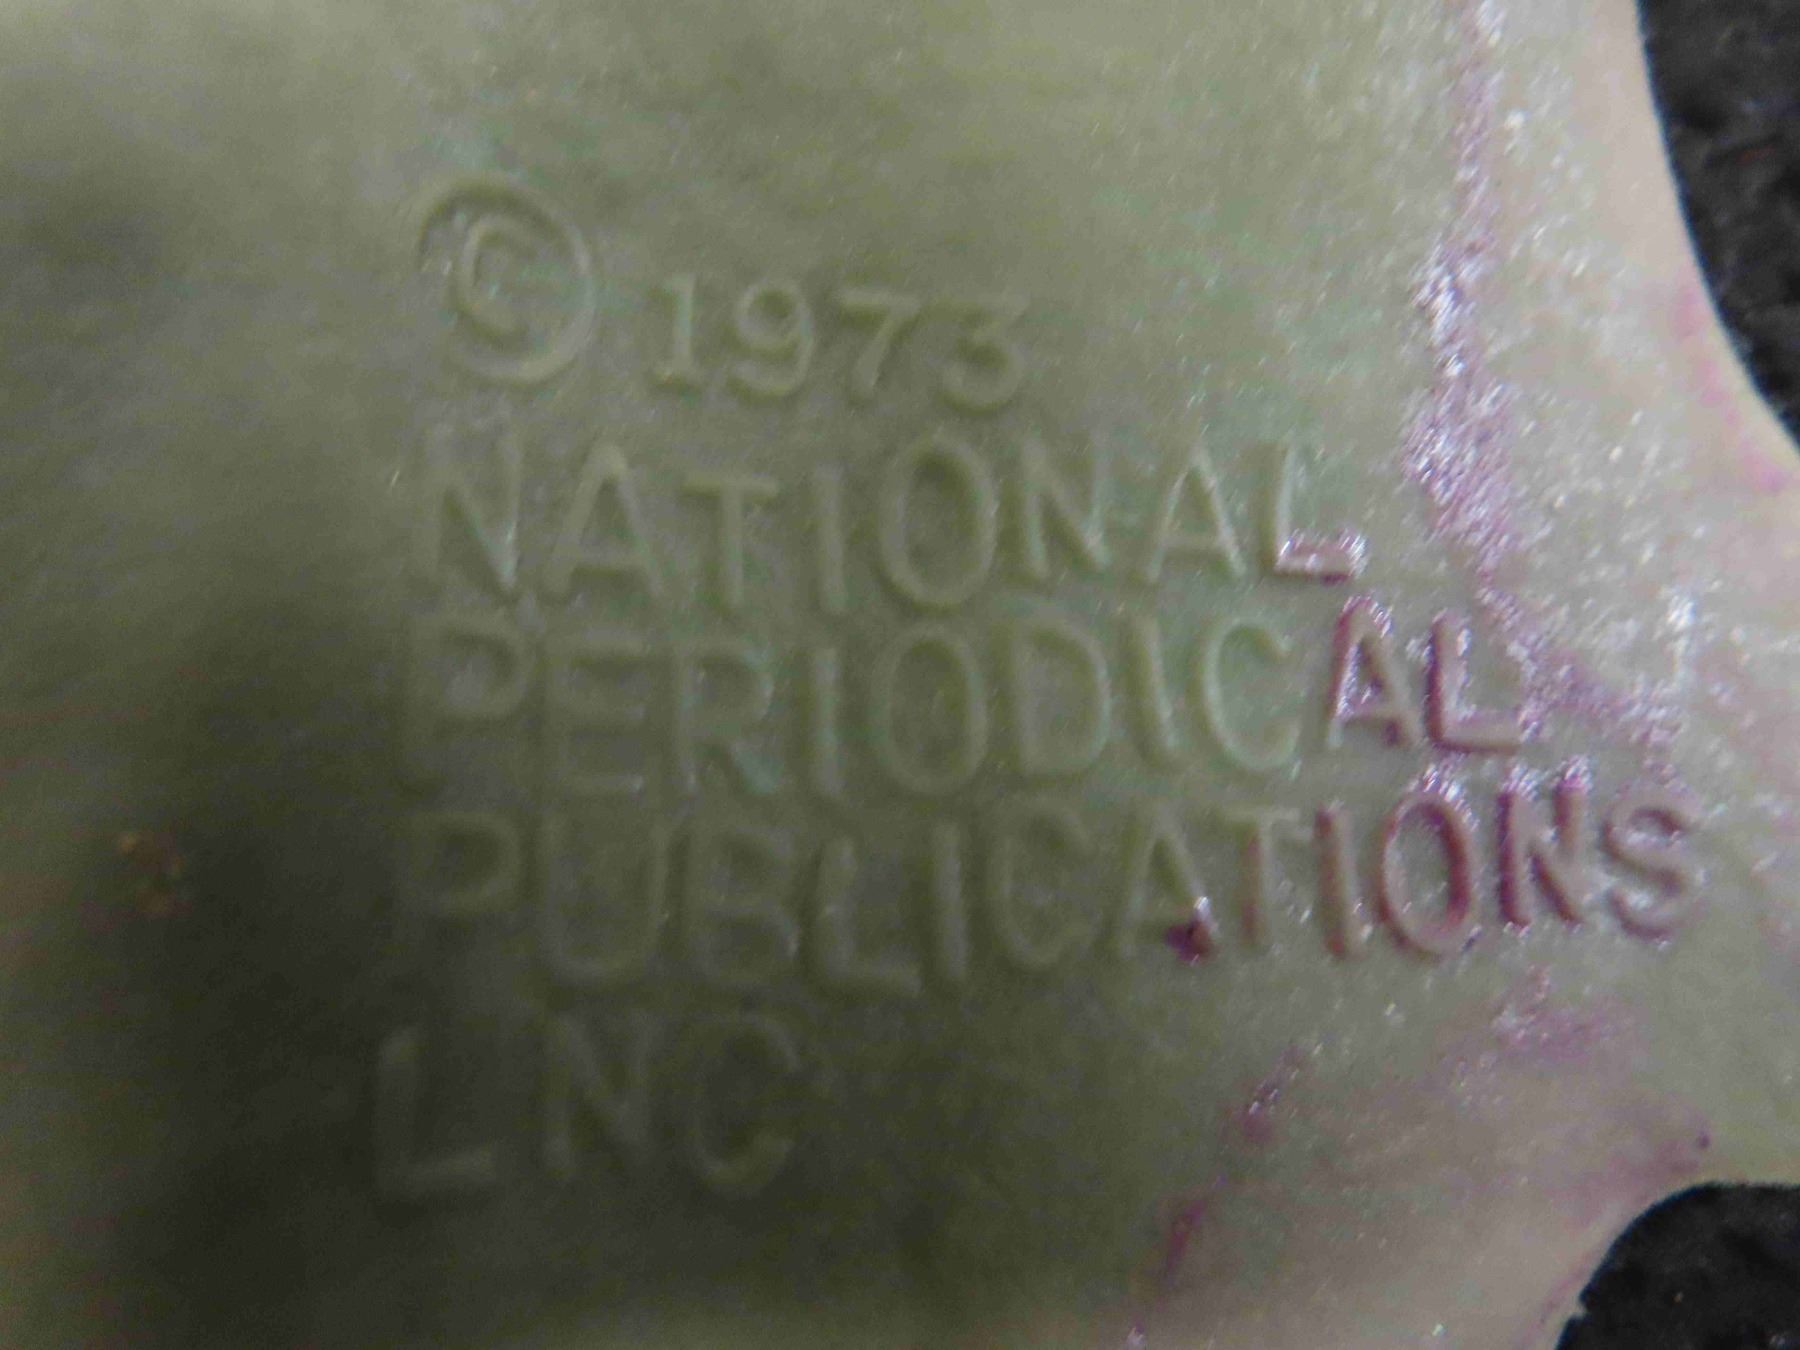 © 1973
NATIONAL
PERIODICAL
PUBLICATIONS
LNC